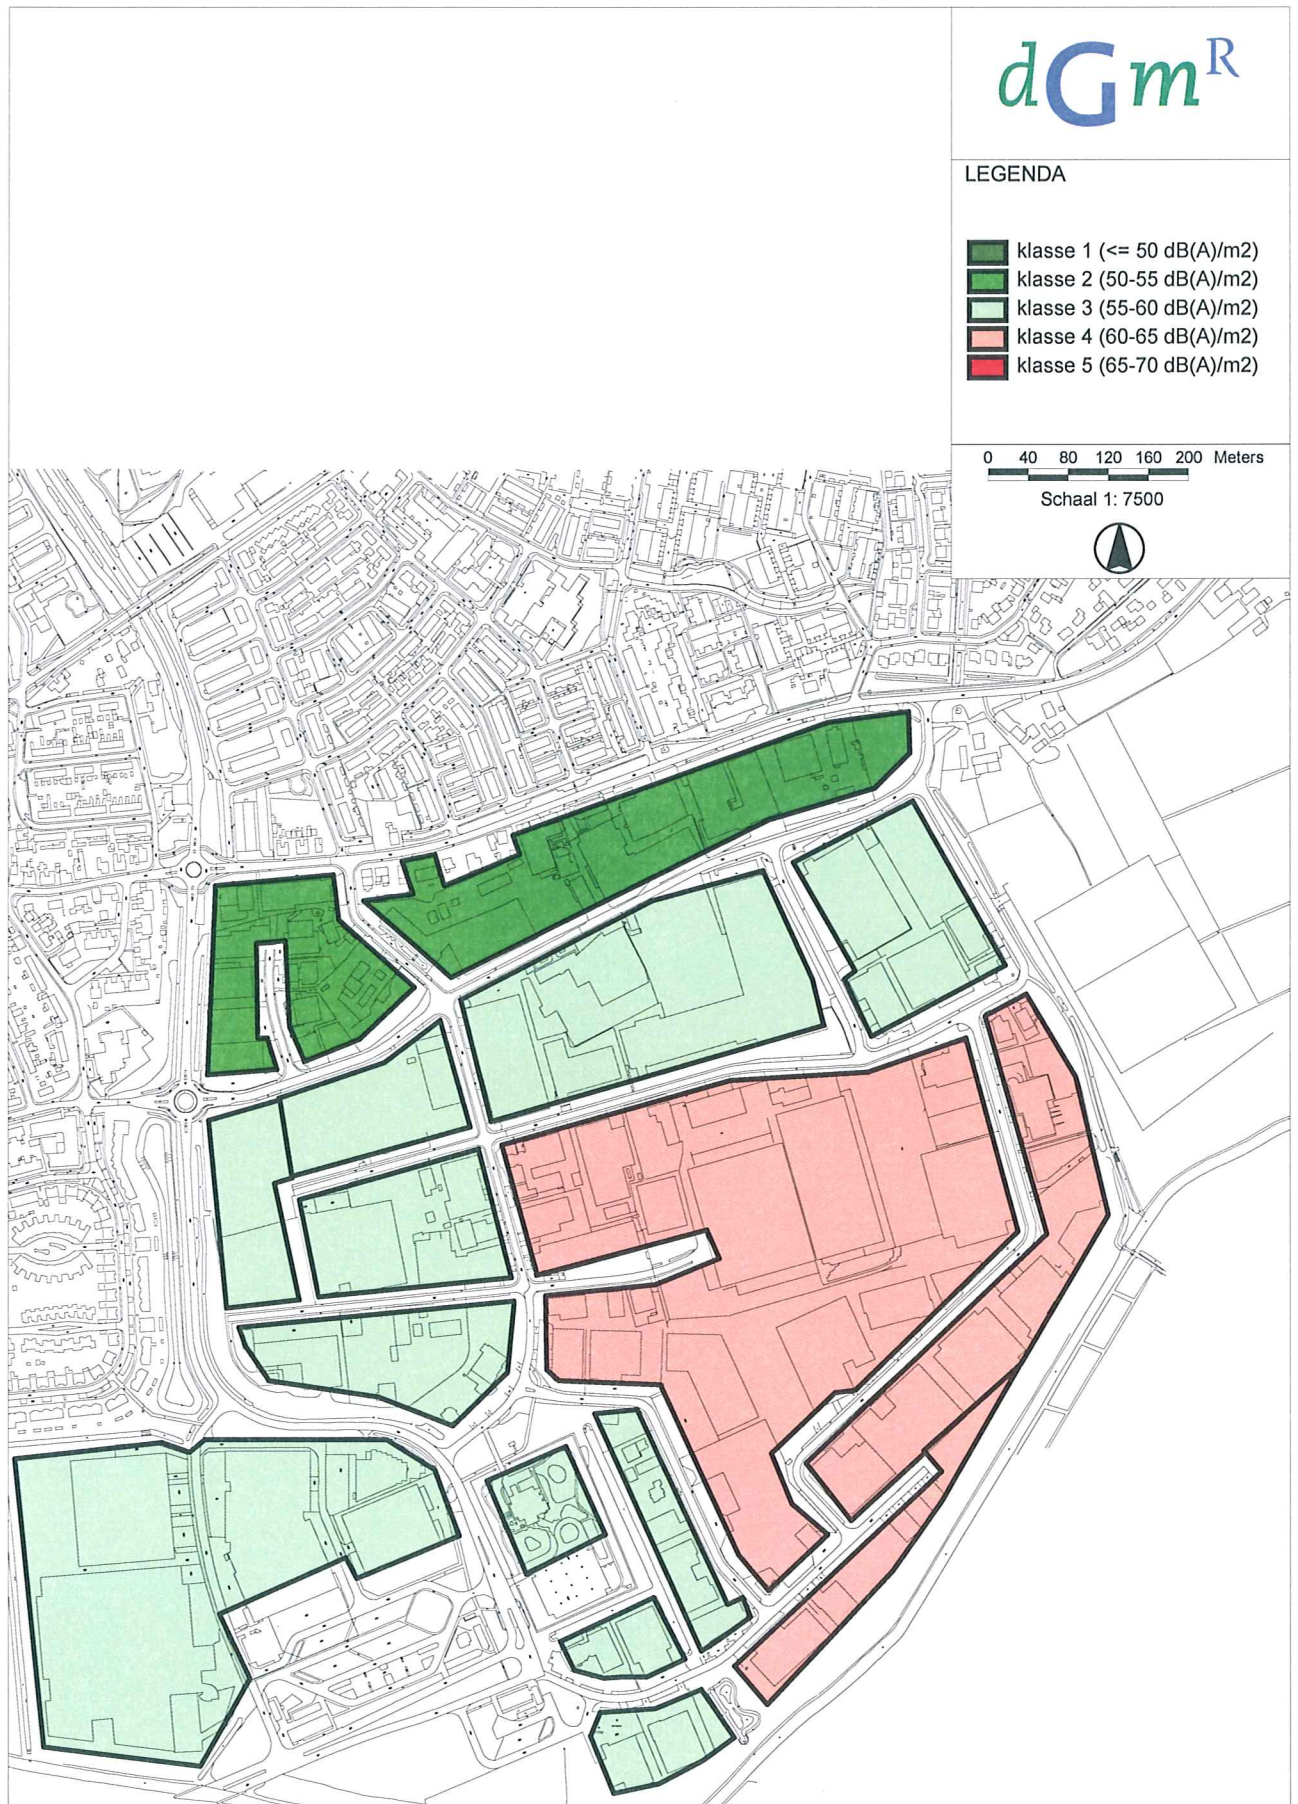 dGmR
LEGENDA
klasse 1 (<= 50 dB(A)/m2)
klasse 2 (50-55 dB(A)/m2)
klasse 3 (55-60 dB(A)/m2)
klasse 4 (60-65 dB(A)/m2)
klasse 5 (65-70 dB(A)/m2)
0 40 80 120 160 200 Meters
Schaal 1: 7500